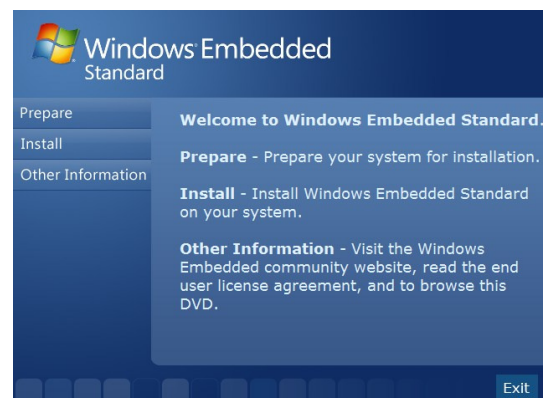 Windows Embedded
Standard
Prepare
Install
Other Information
Welcome to Windows Embedded Standard.
Prepare - Prepare your system for installation.
Install - Install Windows Embedded Standard
on your system.
Other Information - Visit the Windows
Embedded community website, read the end
user license agreement, and to browse this
DVD.
Exit